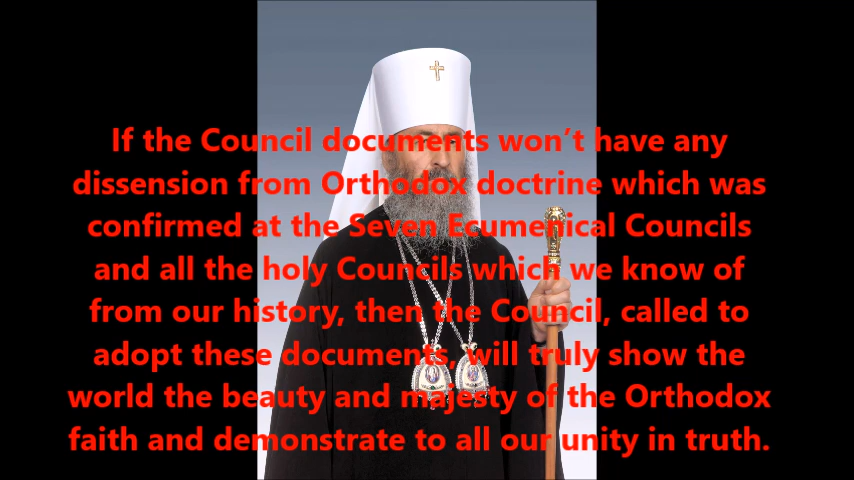 If the Council documents won’t have any
dissension from Orthodox doctrine which was
confirmed at the Seven Ecumenical Councils
and all the holy Councils which we know of
from our history, then the Council, called to
adopt these documents, will truly show the
world the beauty and majesty of the Orthodox
faith and demonstrate to all our unity in truth.